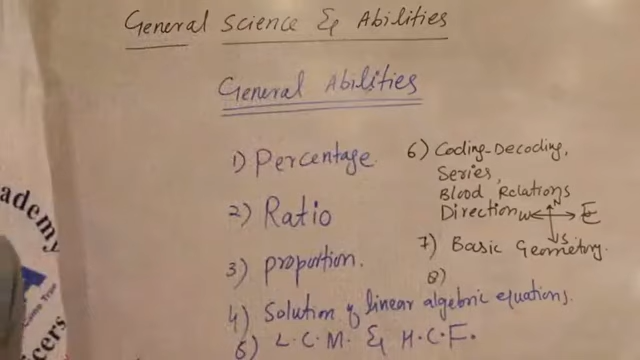 General Science & Abilities
General Abilities
1) Percentage
2) Ratio
3) proportion.
4) Solution of linear algebric equations.
5) L.C.M. & H.C.F.
6) Coding-Decoding,
Series,
Blood Relations
Direction W N E S
7) Basic Geometry.
8)
ademy
icers